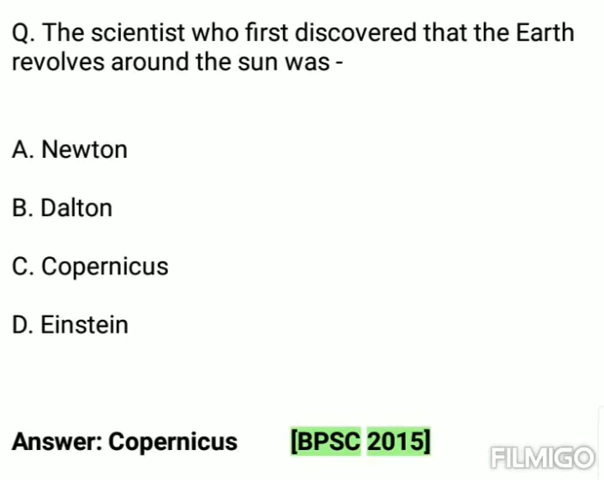 Q. The scientist who first discovered that the Earth
revolves around the sun was -
A. Newton
B. Dalton
C. Copernicus
D. Einstein
Answer: Copernicus [BPSC 2015]
FILMIGO